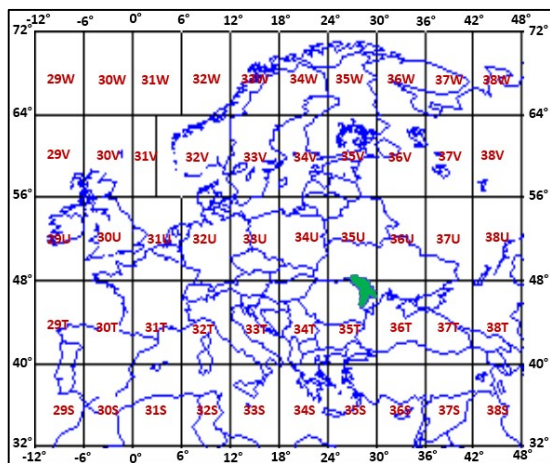 -12° -6° 0° 6° 12° 18° 24° 30° 36° 42° 48°
72° 72°
29W 30W 31W 32W 33W 34W 35W 36W 37W 38W
64° 64°
29V 30V 31V 32V 33V 34V 35V 36V 37V 38V
56° 56°
29U 30U 31U 32U 33U 34U 35U 36U 37U 38U
48° 48°
29T 30T 31T 32T 33T 34T 35T 36T 37T 38T
40° 40°
29S 30S 31S 32S 33S 34S 35S 36S 37S 38S
32° 32°
-12° -6° 0° 6° 12° 18° 24° 30° 36° 42° 48°